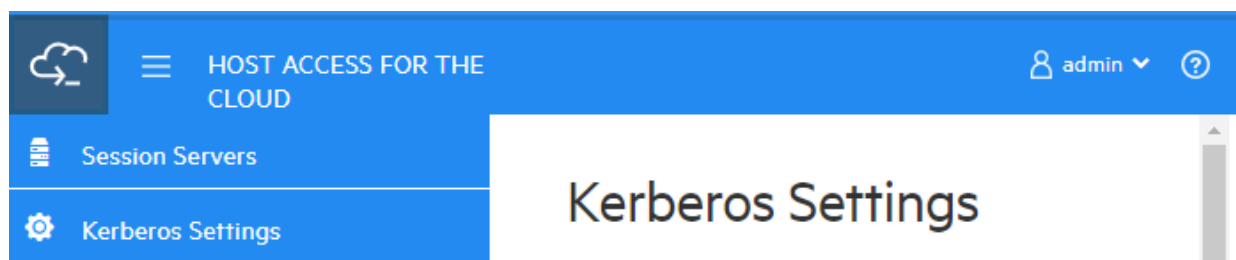 HOST ACCESS FOR THE
CLOUD
admin
Session Servers
Kerberos Settings
Kerberos Settings